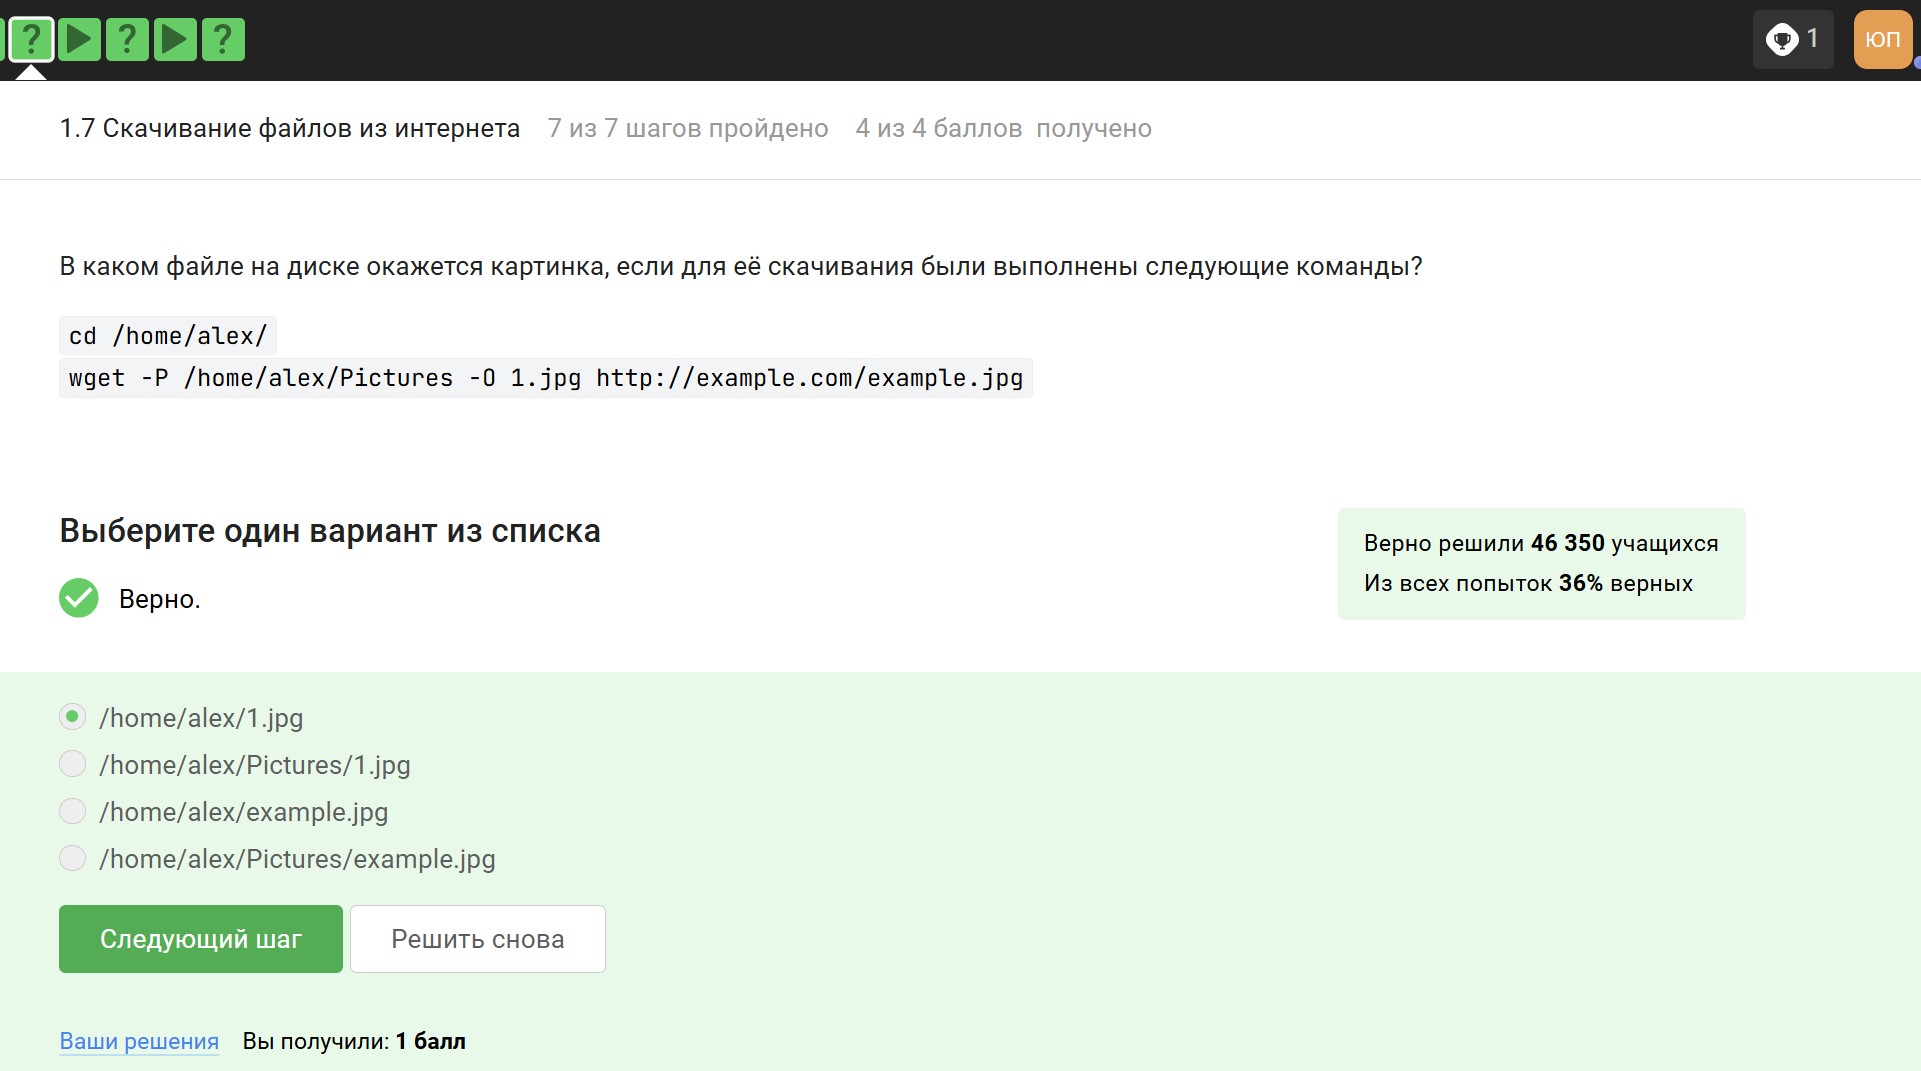 ? ? ?
1
ЮП
1.7 Скачивание файлов из интернета 7 из 7 шагов пройдено 4 из 4 баллов получено
В каком файле на диске окажется картинка, если для её скачивания были выполнены следующие команды?
cd /home/alex/
wget -P /home/alex/Pictures -O 1.jpg http://example.com/example.jpg
Выберите один вариант из списка
Верно.
Верно решили 46 350 учащихся
Из всех попыток 36% верных
/home/alex/1.jpg
/home/alex/Pictures/1.jpg
/home/alex/example.jpg
/home/alex/Pictures/example.jpg
Следующий шаг
Решить снова
Ваши решения Вы получили: 1 балл